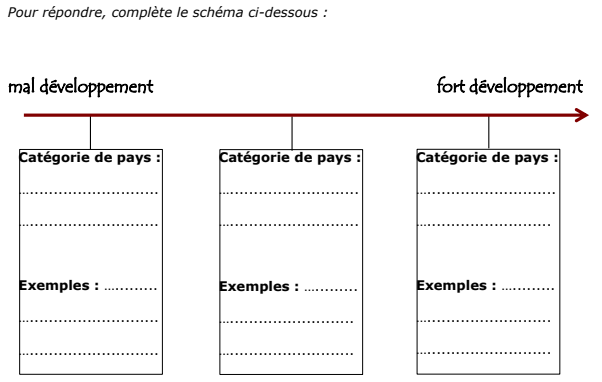 Pour répondre, complète le schéma ci-dessous :
mal développement
fort développement
Catégorie de pays :
................................
................................
Exemples : ............
................................
................................
Catégorie de pays :
................................
................................
Exemples : ............
................................
................................
Catégorie de pays :
................................
................................
Exemples : ............
................................
................................